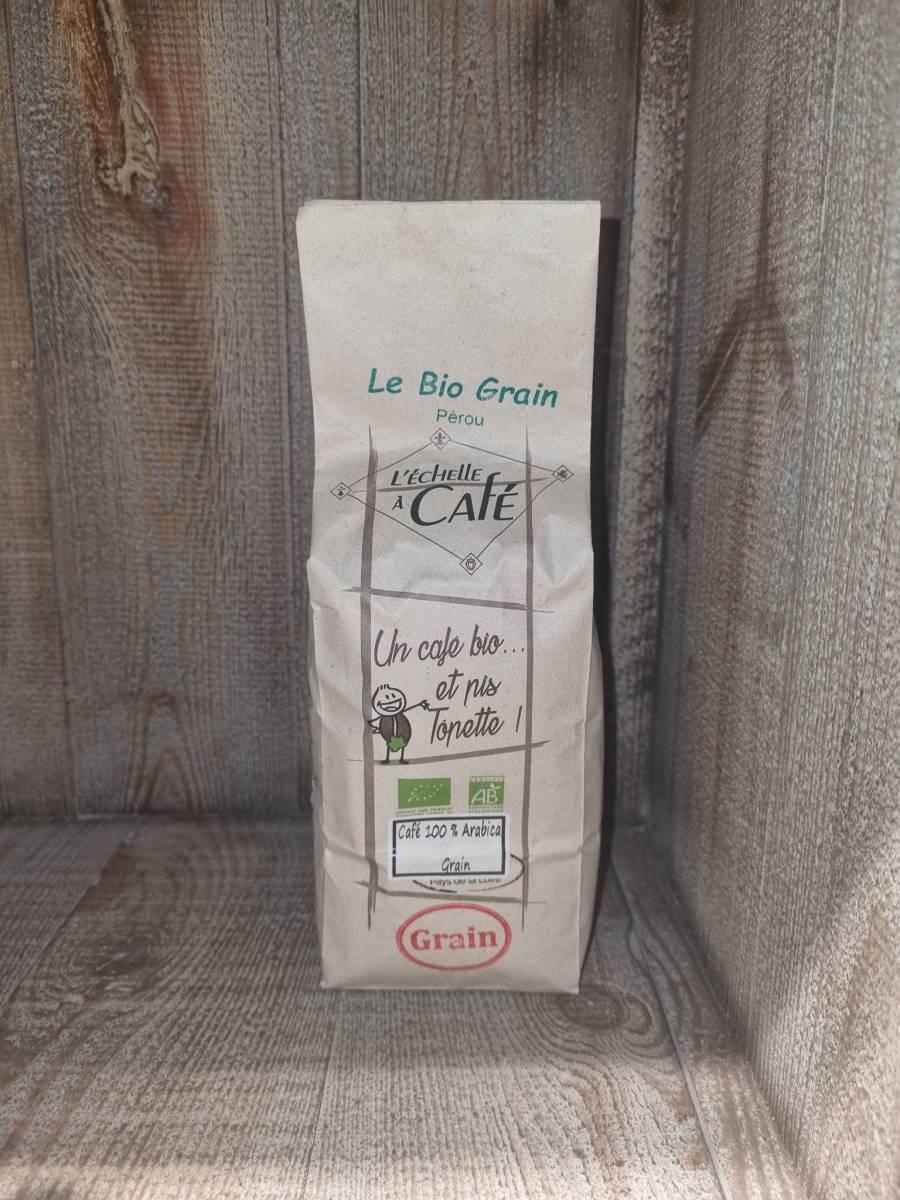 Le Bio Grain
Pérou
L'ÉCHELLE
À CAFÉ
Un café bio...
et pis
Topette !
AB
Café 100 % Arabica
Grain
Pays de la Loire
Grain